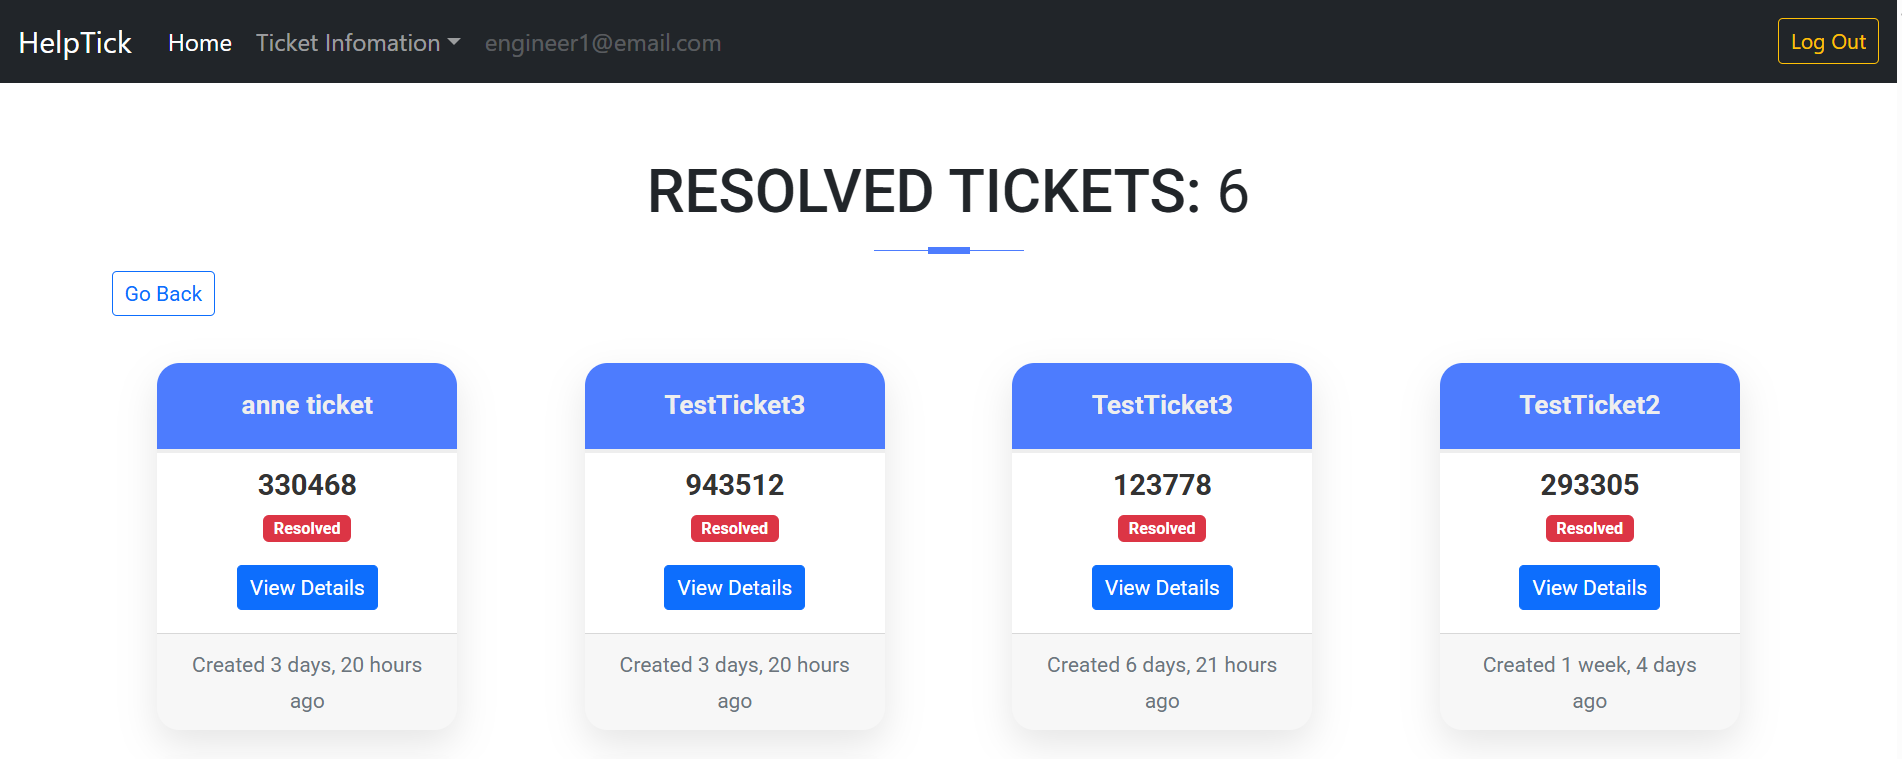 HelpTick Home Ticket Infomation engineer1@email.com Log Out
RESOLVED TICKETS: 6
Go Back
anne ticket
330468
Resolved
View Details
Created 3 days, 20 hours
ago
TestTicket3
943512
Resolved
View Details
Created 3 days, 20 hours
ago
TestTicket3
123778
Resolved
View Details
Created 6 days, 21 hours
ago
TestTicket2
293305
Resolved
View Details
Created 1 week, 4 days
ago